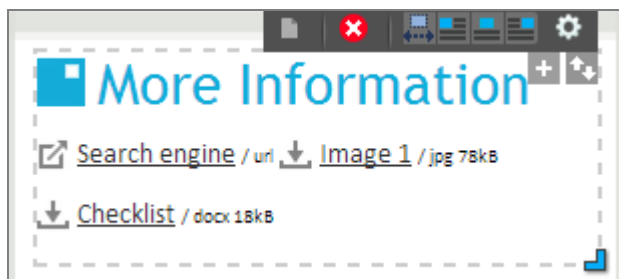 More Information
Search engine / url Image 1 / jpg 78kB
Checklist / docx 18kB